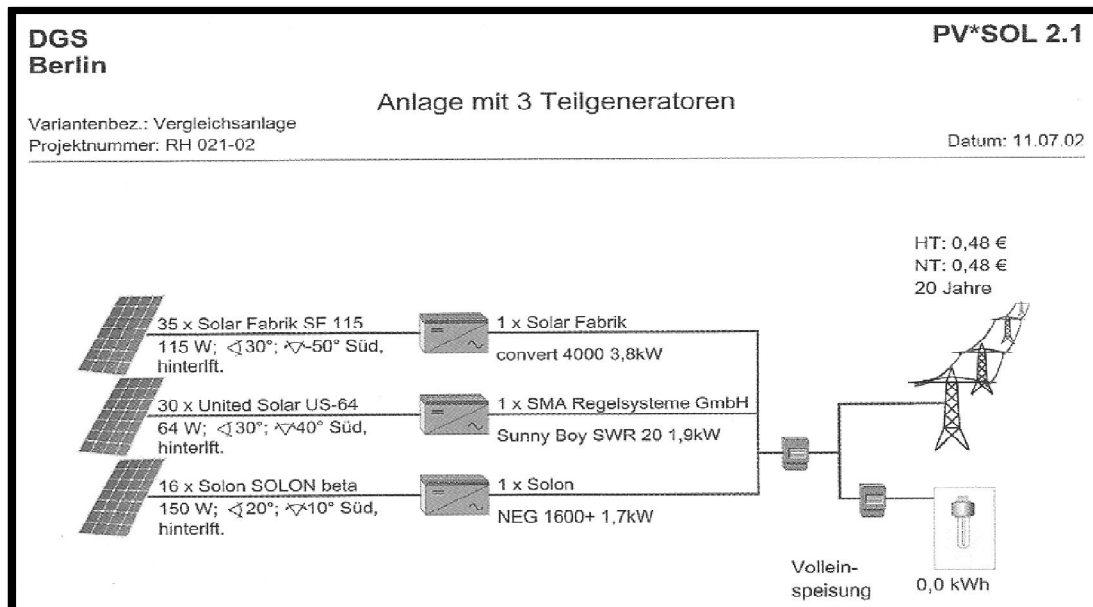 DGS
Berlin
PV*SOL 2.1
Anlage mit 3 Teilgeneratoren
Variantenbez.: Vergleichsanlage
Projektnummer: RH 021-02
Datum: 11.07.02
HT: 0,48 €
NT: 0,48 €
20 Jahre
35 x Solar Fabrik SF 115
115 W; ◁30°; ▽-50° Süd,
hinterlft.
1 x Solar Fabrik
convert 4000 3,8kW
30 x United Solar US-64
64 W; ◁30°; ▽40° Süd,
hinterlft.
1 x SMA Regelsysteme GmbH
Sunny Boy SWR 20 1,9kW
16 x Solon SOLON beta
150 W; ◁20°; ▽10° Süd,
hinterlft.
1 x Solon
NEG 1600+ 1,7kW
Vollein-
speisung
0,0 kWh